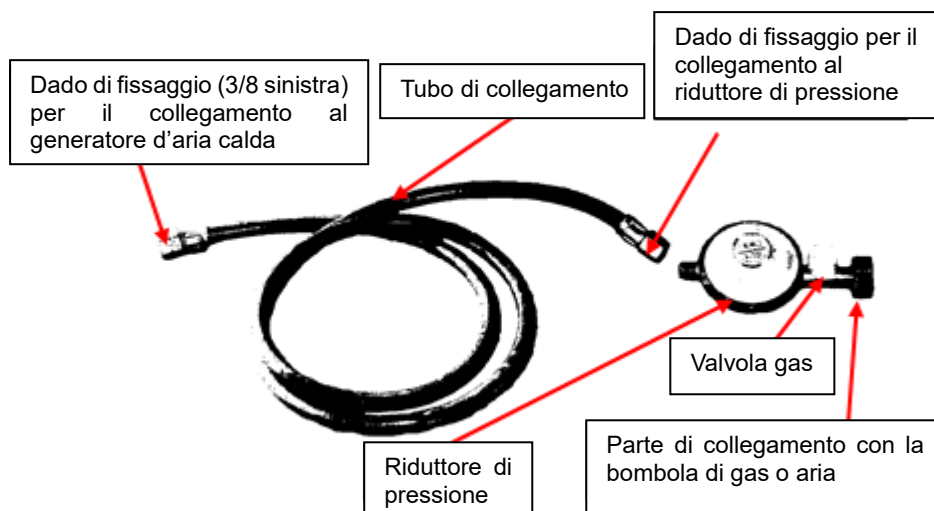 Dado di fissaggio (3/8 sinistra)
per il collegamento al
generatore d'aria calda
Tubo di collegamento
Dado di fissaggio per il
collegamento al
riduttore di pressione
Valvola gas
Riduttore di
pressione
Parte di collegamento con la
bombola di gas o aria